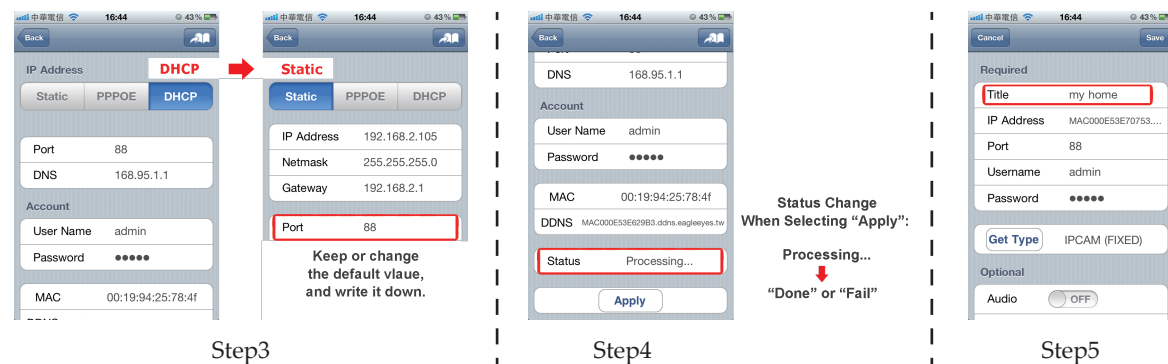 中華電信 16:44 43%
Back
IP Address
DHCP
Static PPPOE DHCP
Port 88
DNS 168.95.1.1
Account
User Name admin
Password ●●●●●
MAC 00:19:94:25:78:4f
中華電信 16:44 43%
Back
Static
Static PPPOE DHCP
IP Address 192.168.2.105
Netmask 255.255.255.0
Gateway 192.168.2.1
Port 88
Keep or change
the default vlaue,
and write it down.
Step3
中華電信 16:44 43%
Back
DNS 168.95.1.1
Account
User Name admin
Password ●●●●●
MAC 00:19:94:25:78:4f
DDNS MAC000E53E629B3.ddns.eagleeyes.tw
Status Processing...
Apply
Status Change
When Selecting “Apply”:
Processing...
“Done” or “Fail”
Step4
中華電信 16:44 43%
Cancel Save
Required
Title my home
IP Address MAC000E53E70753....
Port 88
Username admin
Password ●●●●●
Get Type IPCAM (FIXED)
Optional
Audio OFF
Step5